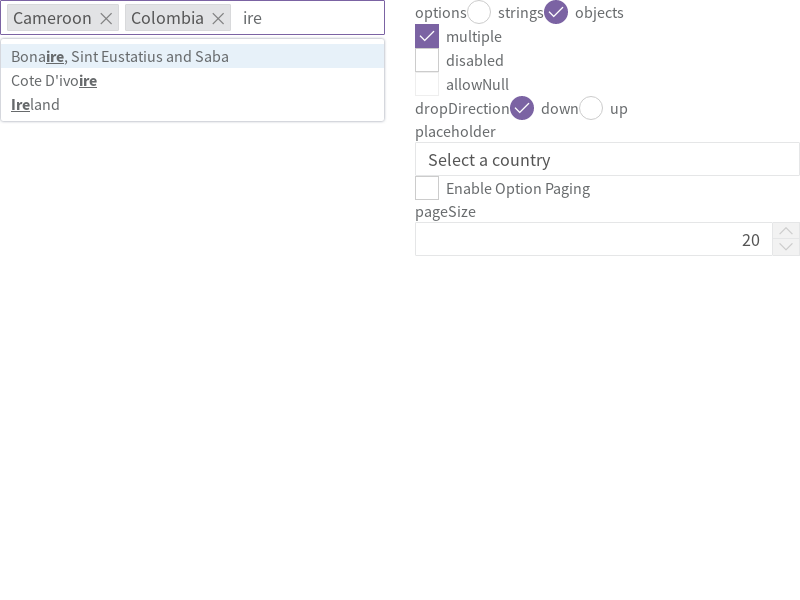 Cameroon Colombia ire
Bonaire, Sint Eustatius and Saba
Cote D'ivoire
Ireland
options strings objects
multiple
disabled
allowNull
dropDirection down up
placeholder
Select a country
Enable Option Paging
pageSize
20